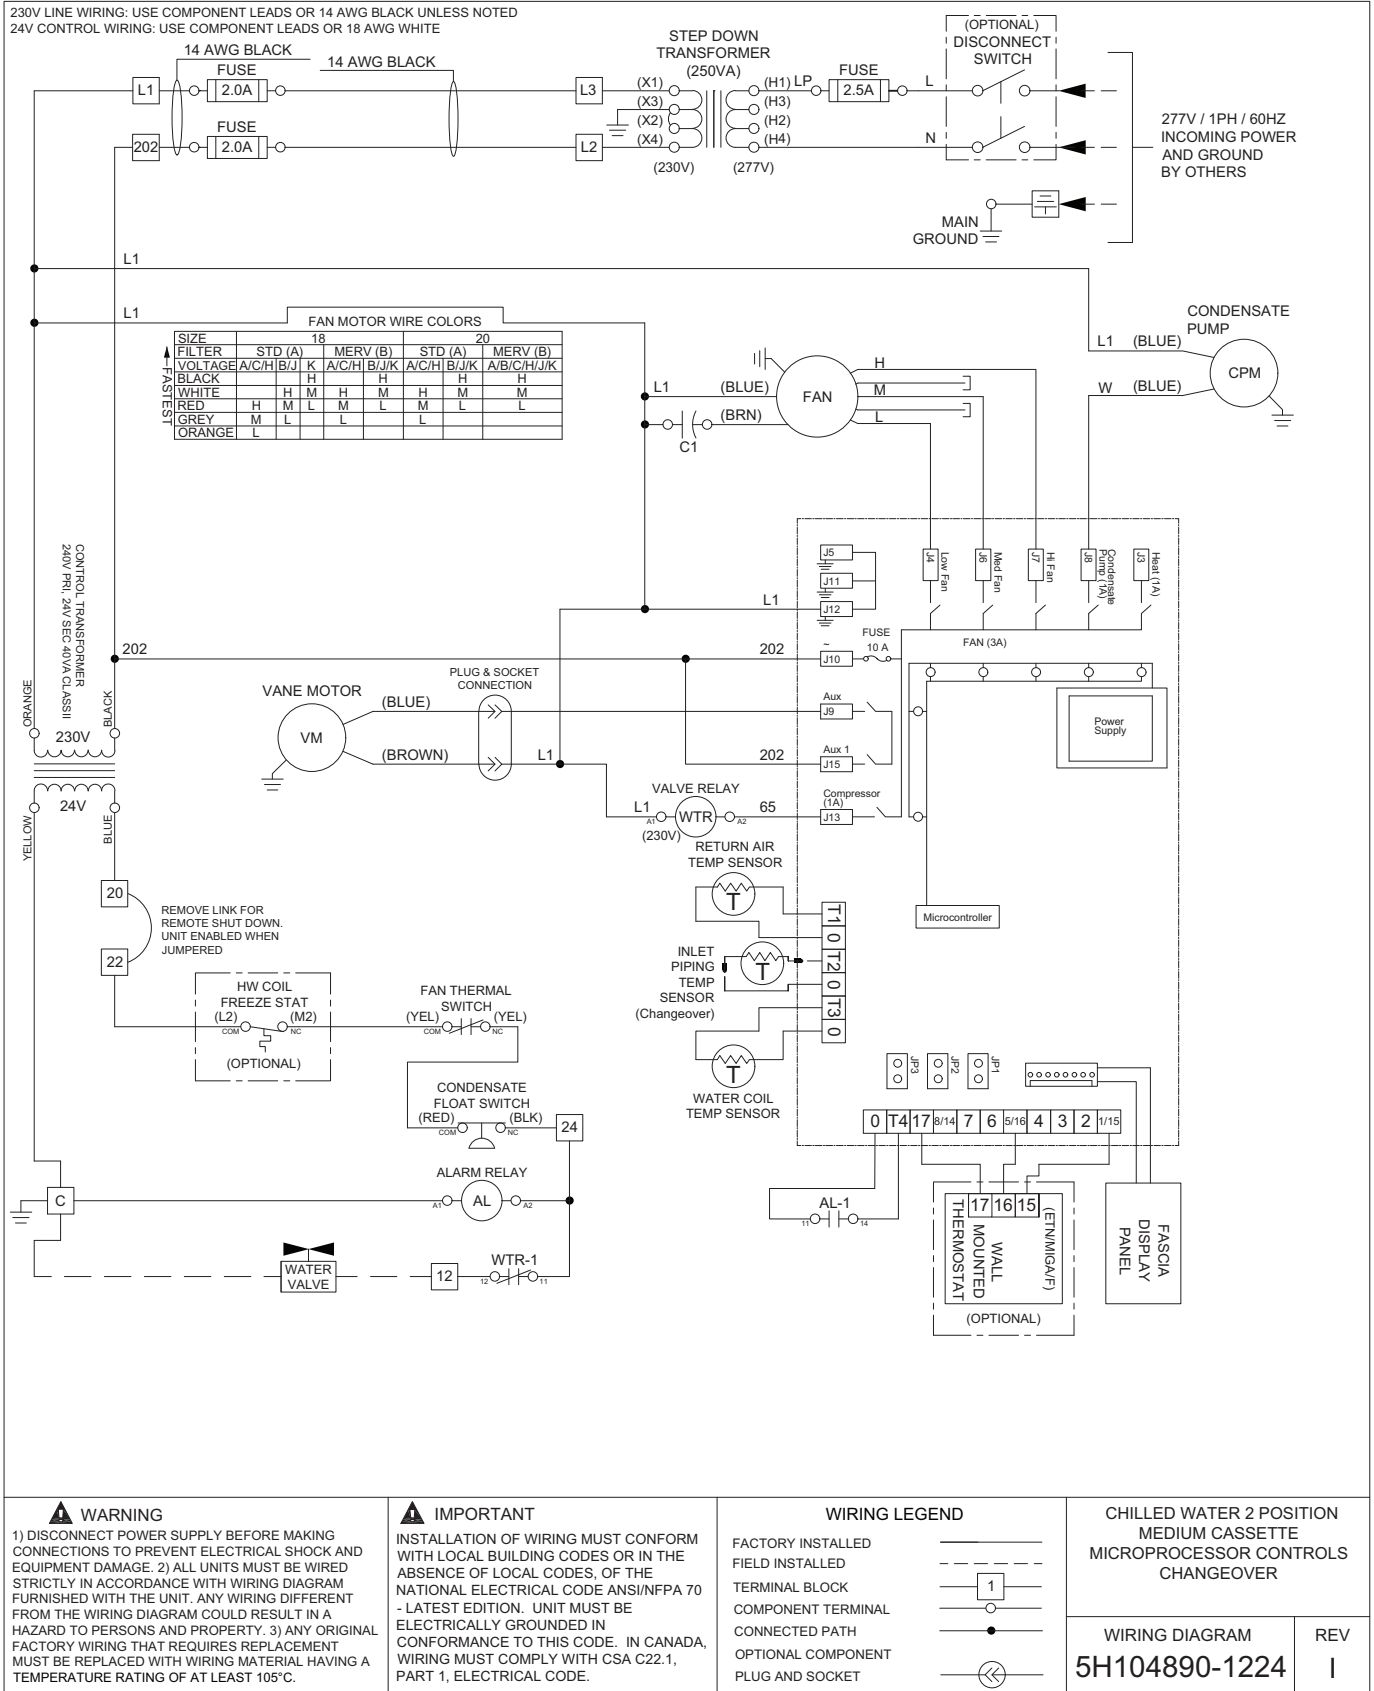 230V LINE WIRING: USE COMPONENT LEADS OR 14 AWG BLACK UNLESS NOTED
24V CONTROL WIRING: USE COMPONENT LEADS OR 18 AWG WHITE
14 AWG BLACK
14 AWG BLACK
L1
FUSE
2.0A
202
FUSE
2.0A
L3
L2
STEP DOWN
TRANSFORMER
(250VA)
(X1)
(X3)
(X2)
(X4)
(H1)
(H3)
(H2)
(H4)
(230V)
(277V)
LP
FUSE
2.5A
L
N
(OPTIONAL)
DISCONNECT
SWITCH
277V / 1PH / 60HZ
INCOMING POWER
AND GROUND
BY OTHERS
MAIN
GROUND
L1
L1
FAN MOTOR WIRE COLORS
SIZE 18 20
FILTER STD (A) MERV (B) STD (A) MERV (B)
VOLTAGE A/C/H B/J K A/C/H B/J/K A/C/H B/J/K A/B/C/H/J/K
BLACK H H H H
WHITE H M H M H M M
RED H M L M L M L L
GREY M L L L
ORANGE L
FASTEST
L1 (BLUE)
(BRN)
C1
FAN
H
M
L
CONDENSATE
PUMP
L1 (BLUE)
W (BLUE)
CPM
CONTROL TRANSFORMER
240V PRI, 24V SEC 40VA CLASSII
ORANGE
BLACK
230V
24V
YELLOW
BLUE
202
VANE MOTOR
VM
(BLUE)
(BROWN)
PLUG & SOCKET
CONNECTION
L1
L1
202
202
J5
J11
J12
~
J10
FUSE
10 A
J4
Low Fan
J6
Med Fan
J7
Hi Fan
J8
Condensate
Pump (1A)
J3
Heat (1A)
FAN (3A)
Aux
J9
Aux 1
J15
Compressor
(1A)
J13
Power
Supply
Microcontroller
VALVE RELAY
L1
A1
WTR
A2
65
(230V)
RETURN AIR
TEMP SENSOR
T
INLET
PIPING
TEMP
SENSOR
(Changeover)
T
T
WATER COIL
TEMP SENSOR
T1
0
T2
0
T3
0
20
22
REMOVE LINK FOR
REMOTE SHUT DOWN.
UNIT ENABLED WHEN
JUMPERED
HW COIL
FREEZE STAT
(L2) (M2)
COM NC
(OPTIONAL)
FAN THERMAL
SWITCH
(YEL) (YEL)
COM NC
CONDENSATE
FLOAT SWITCH
(RED) (BLK)
COM NC
24
ALARM RELAY
A1 AL A2
C
WATER
VALVE
12
WTR-1
12 11
JP3
JP2
JP1
0 T4 17 8/14 7 6 5/16 4 3 2 1/15
AL-1
11 14
17 16 15
WALL
MOUNTED
THERMOSTAT
(ETN/MIGA/F)
(OPTIONAL)
FASCIA
DISPLAY
PANEL
WARNING
1) DISCONNECT POWER SUPPLY BEFORE MAKING
CONNECTIONS TO PREVENT ELECTRICAL SHOCK AND
EQUIPMENT DAMAGE. 2) ALL UNITS MUST BE WIRED
STRICTLY IN ACCORDANCE WITH WIRING DIAGRAM
FURNISHED WITH THE UNIT. ANY WIRING DIFFERENT
FROM THE WIRING DIAGRAM COULD RESULT IN A
HAZARD TO PERSONS AND PROPERTY. 3) ANY ORIGINAL
FACTORY WIRING THAT REQUIRES REPLACEMENT
MUST BE REPLACED WITH WIRING MATERIAL HAVING A
TEMPERATURE RATING OF AT LEAST 105°C.
IMPORTANT
INSTALLATION OF WIRING MUST CONFORM
WITH LOCAL BUILDING CODES OR IN THE
ABSENCE OF LOCAL CODES, OF THE
NATIONAL ELECTRICAL CODE ANSI/NFPA 70
- LATEST EDITION. UNIT MUST BE
ELECTRICALLY GROUNDED IN
CONFORMANCE TO THIS CODE. IN CANADA,
WIRING MUST COMPLY WITH CSA C22.1,
PART 1, ELECTRICAL CODE.
WIRING LEGEND
FACTORY INSTALLED
FIELD INSTALLED
TERMINAL BLOCK 1
COMPONENT TERMINAL
CONNECTED PATH
OPTIONAL COMPONENT
PLUG AND SOCKET
CHILLED WATER 2 POSITION
MEDIUM CASSETTE
MICROPROCESSOR CONTROLS
CHANGEOVER
WIRING DIAGRAM
5H104890-1224
REV
I